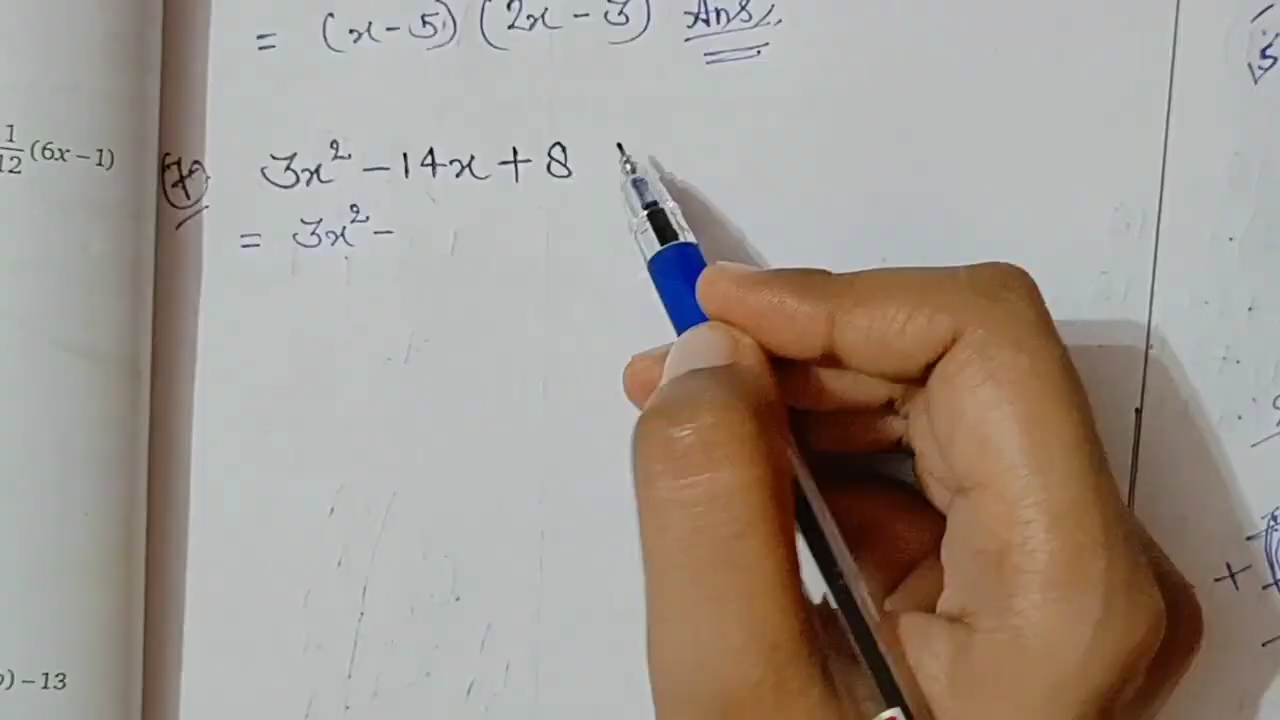 = (x-5) (2x-3) Ans.
1/12 (6x-1)
(7) 3x² - 14x + 8
= 3x² -
) - 13
+